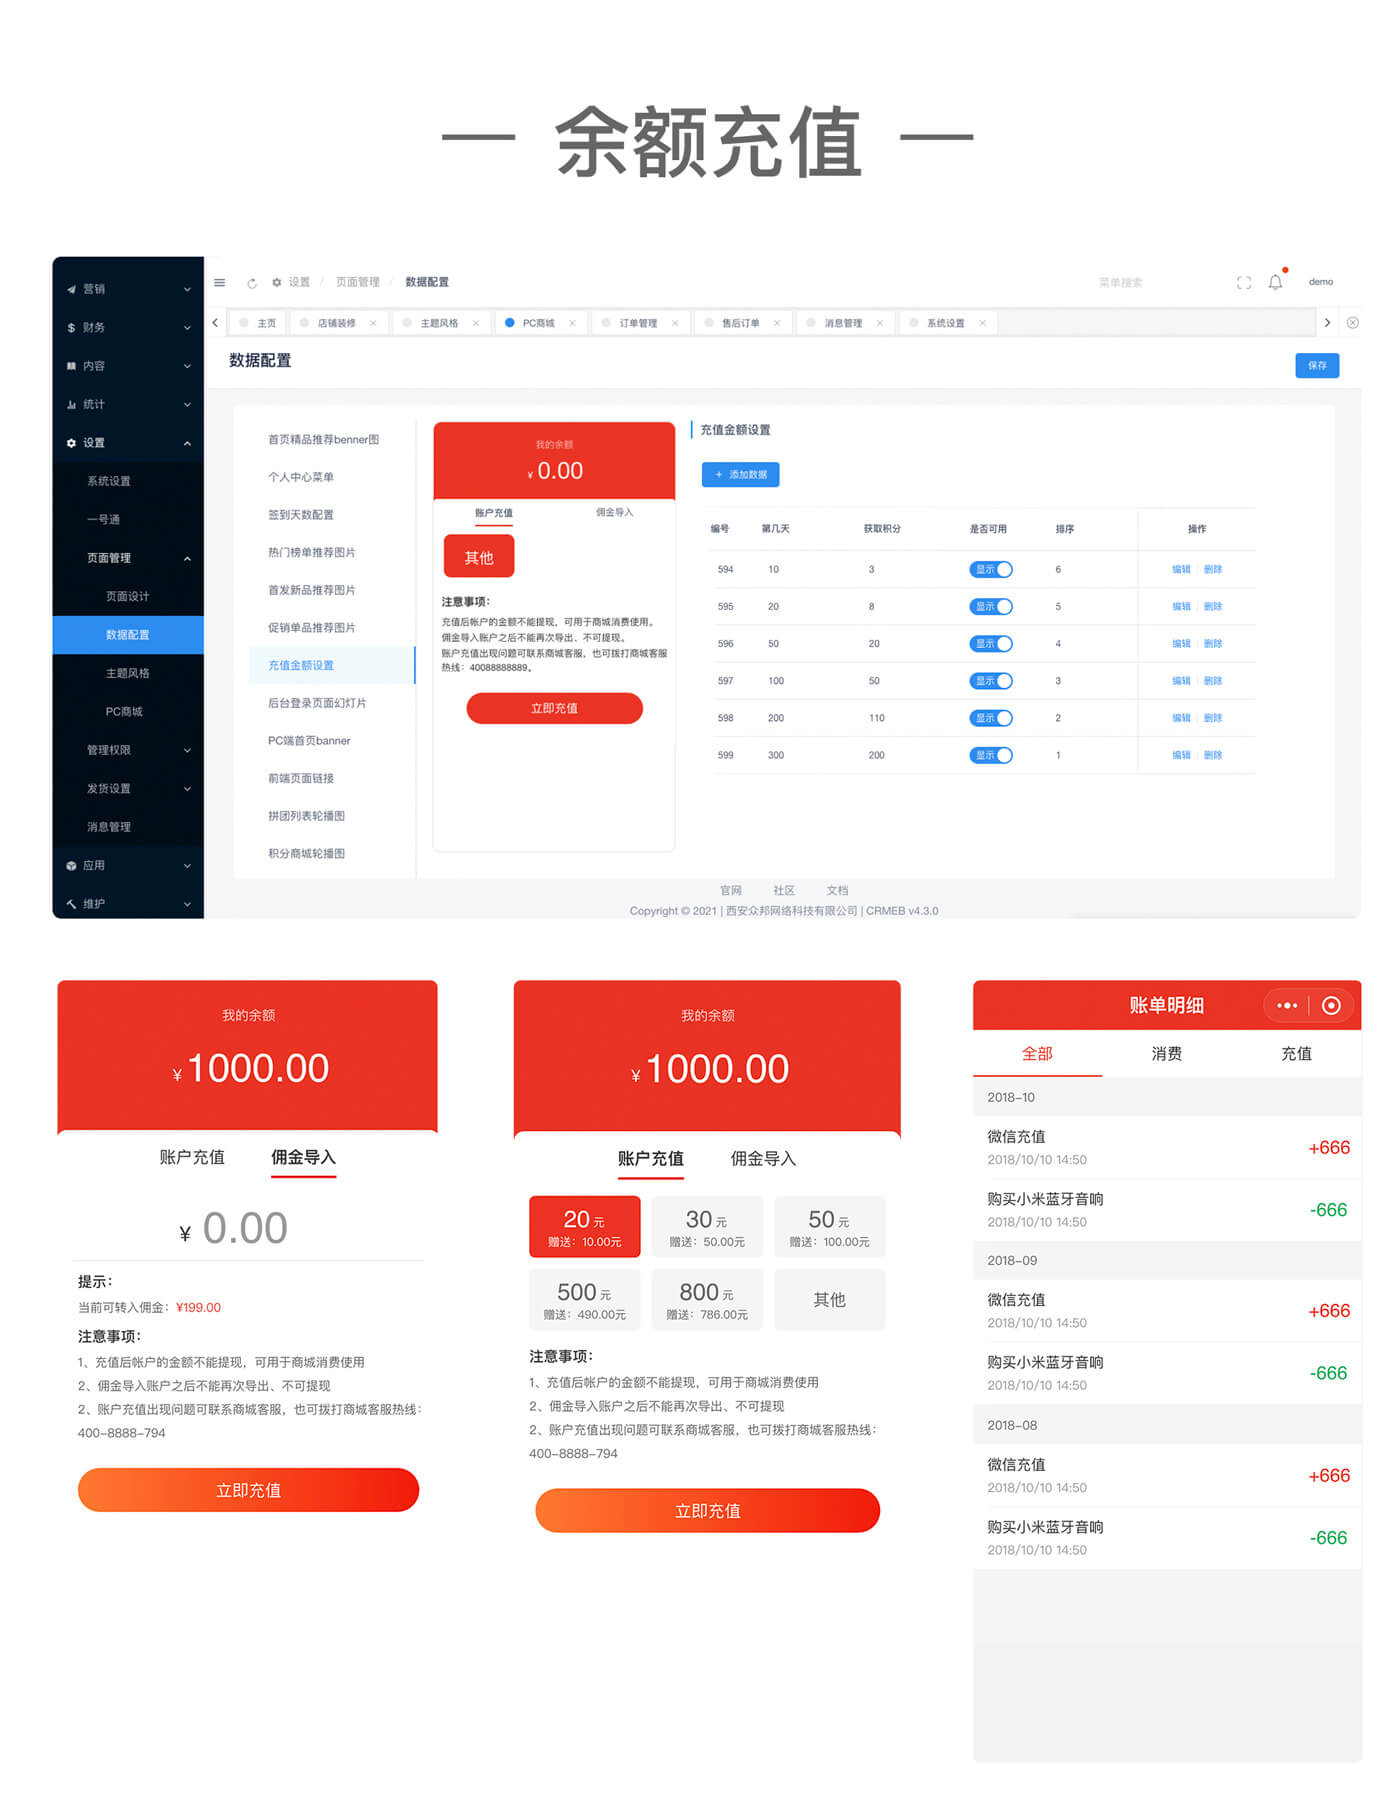 — 余额充值 —
营销
财务
内容
统计
设置
系统设置
一号通
页面管理
页面设计
数据配置
主题风格
PC商城
管理权限
发货设置
消息管理
应用
维护
设置 / 页面管理 / 数据配置
菜单搜索
demo
主页 店铺装修 主题风格 PC商城 订单管理 售后订单 消息管理 系统设置
数据配置
保存
首页精品推荐benner图
个人中心菜单
签到天数配置
热门榜单推荐图片
首发新品推荐图片
促销单品推荐图片
充值金额设置
后台登录页面幻灯片
PC端首页banner
前端页面链接
拼团列表轮播图
积分商城轮播图
我的余额
¥ 0.00
账户充值 佣金导入
其他
注意事项：
充值后帐户的金额不能提现，可用于商城消费使用。
佣金导入账户之后不能再次导出、不可提现。
账户充值出现问题可联系商城客服，也可拨打商城客服
热线：40088888889。
立即充值
充值金额设置
+ 添加数据
编号 第几天 获取积分 是否可用 排序 操作
594 10 3 显示 6 编辑 | 删除
595 20 8 显示 5 编辑 | 删除
596 50 20 显示 4 编辑 | 删除
597 100 50 显示 3 编辑 | 删除
598 200 110 显示 2 编辑 | 删除
599 300 200 显示 1 编辑 | 删除
官网 社区 文档
Copyright © 2021 | 西安众邦网络科技有限公司 | CRMEB v4.3.0
我的余额
¥ 1000.00
账户充值 佣金导入
¥ 0.00
提示：
当前可转入佣金：¥199.00
注意事项：
1、充值后帐户的金额不能提现，可用于商城消费使用
2、佣金导入账户之后不能再次导出、不可提现
2、账户充值出现问题可联系商城客服，也可拨打商城客服热线：
400-8888-794
立即充值
我的余额
¥ 1000.00
账户充值 佣金导入
20 元 30 元 50 元
赠送：10.00元 赠送：50.00元 赠送：100.00元
500 元 800 元 其他
赠送：490.00元 赠送：786.00元
注意事项：
1、充值后帐户的金额不能提现，可用于商城消费使用
2、佣金导入账户之后不能再次导出、不可提现
2、账户充值出现问题可联系商城客服，也可拨打商城客服热线：
400-8888-794
立即充值
账单明细
全部 消费 充值
2018-10
微信充值
2018/10/10 14:50
+666
购买小米蓝牙音响
2018/10/10 14:50
-666
2018-09
微信充值
2018/10/10 14:50
+666
购买小米蓝牙音响
2018/10/10 14:50
-666
2018-08
微信充值
2018/10/10 14:50
+666
购买小米蓝牙音响
2018/10/10 14:50
-666